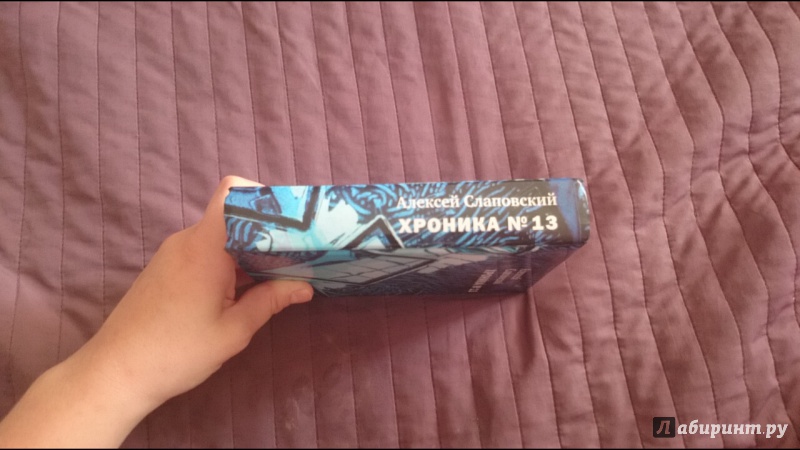 Алексей Слаповский
ХРОНИКА № 13
Лабиринт.ру